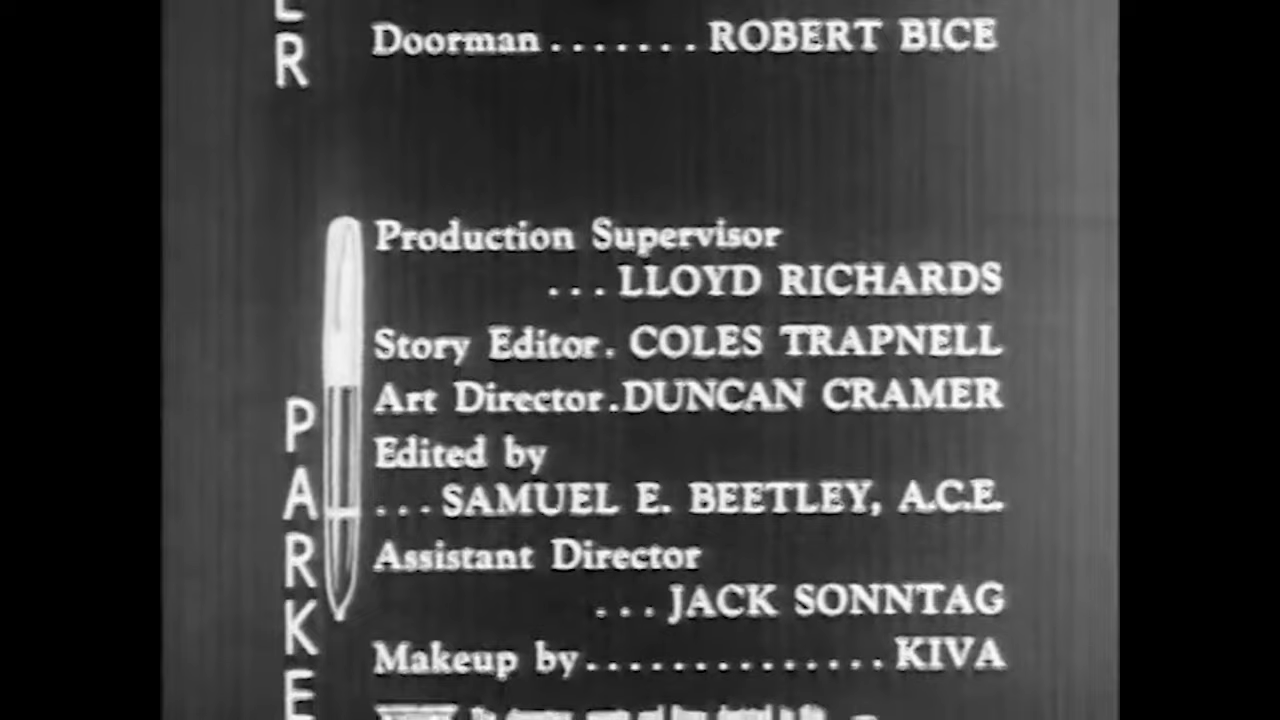 E
R
Doorman.......ROBERT BICE
Production Supervisor
...LLOYD RICHARDS
Story Editor. COLES TRAPNELL
Art Director.DUNCAN CRAMER
Edited by
...SAMUEL E. BEETLEY, A.C.E.
Assistant Director
...JACK SONNTAG
Makeup by..............KIVA
PARKE